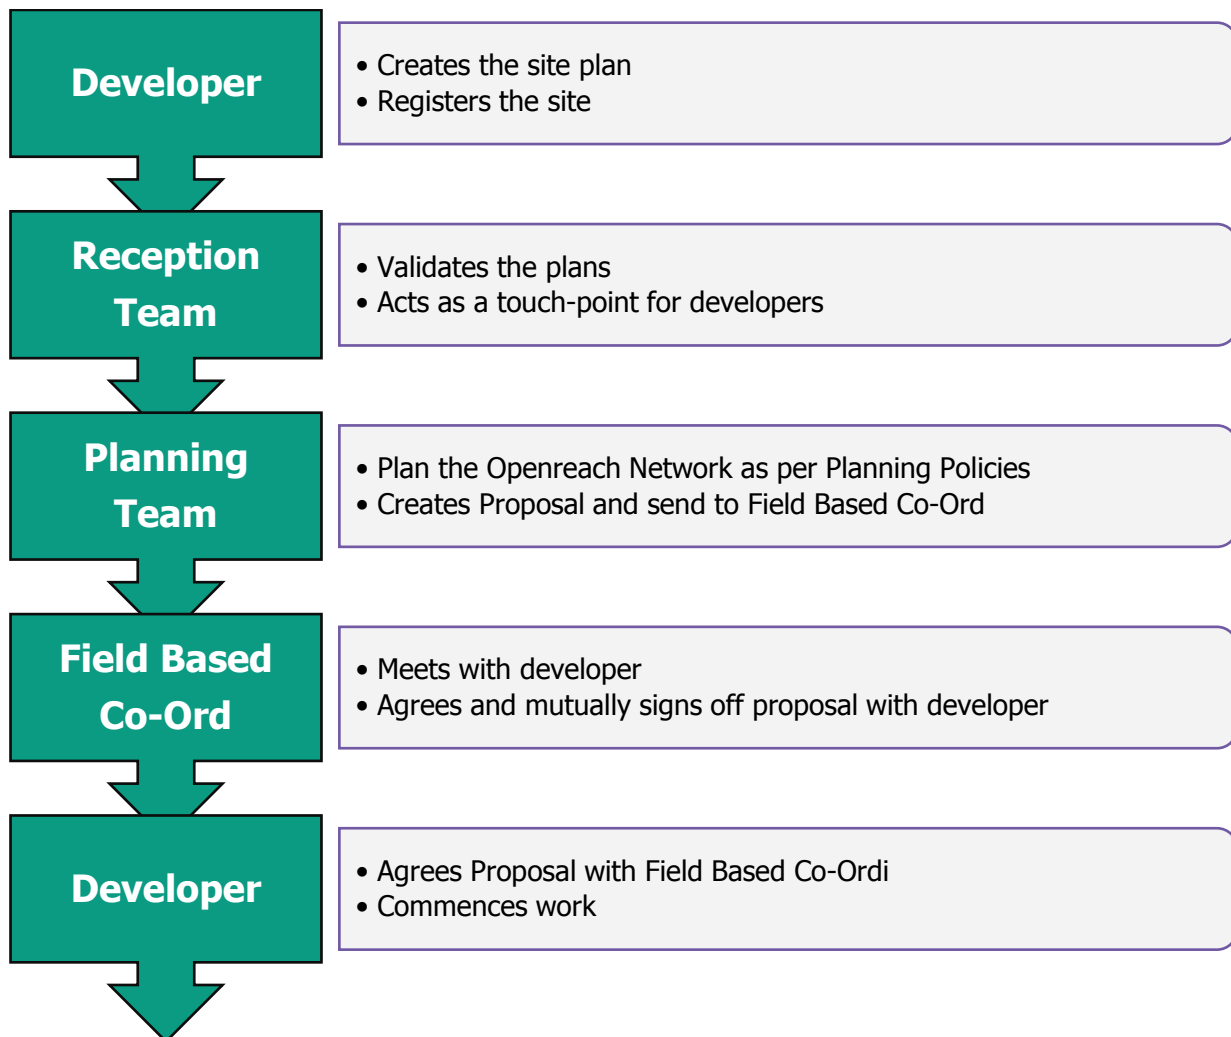 Developer
• Creates the site plan
• Registers the site
Reception
Team
• Validates the plans
• Acts as a touch-point for developers
Planning
Team
• Plan the Openreach Network as per Planning Policies
• Creates Proposal and send to Field Based Co-Ord
Field Based
Co-Ord
• Meets with developer
• Agrees and mutually signs off proposal with developer
Developer
• Agrees Proposal with Field Based Co-Ordi
• Commences work